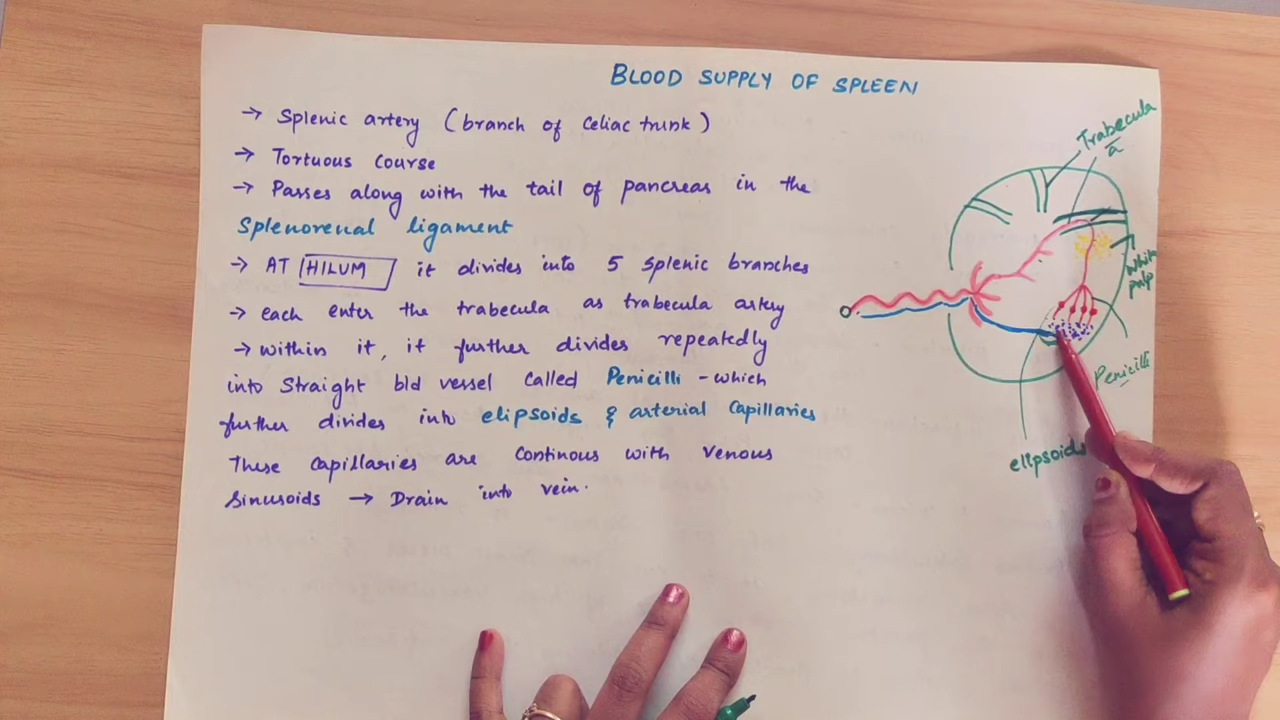 BLOOD SUPPLY OF SPLEEN
→ Splenic artery (branch of Celiac trunk)
→ Tortuous Course
→ Passes along with the tail of pancreas in the
Splenorenal ligament
→ AT HILUM it divides into 5 splenic branches
→ each enter the trabecula as trabecula artery
→ within it, it further divides repeatedly
into Straight bld vessel called Penicilli - which
further divides into elipsoids & arterial Capillaries
These Capillaries are Continous with venous
Sinusoids → Drain into vein.
Trabecula
a
White
pulp
Penicilli
elipsoids